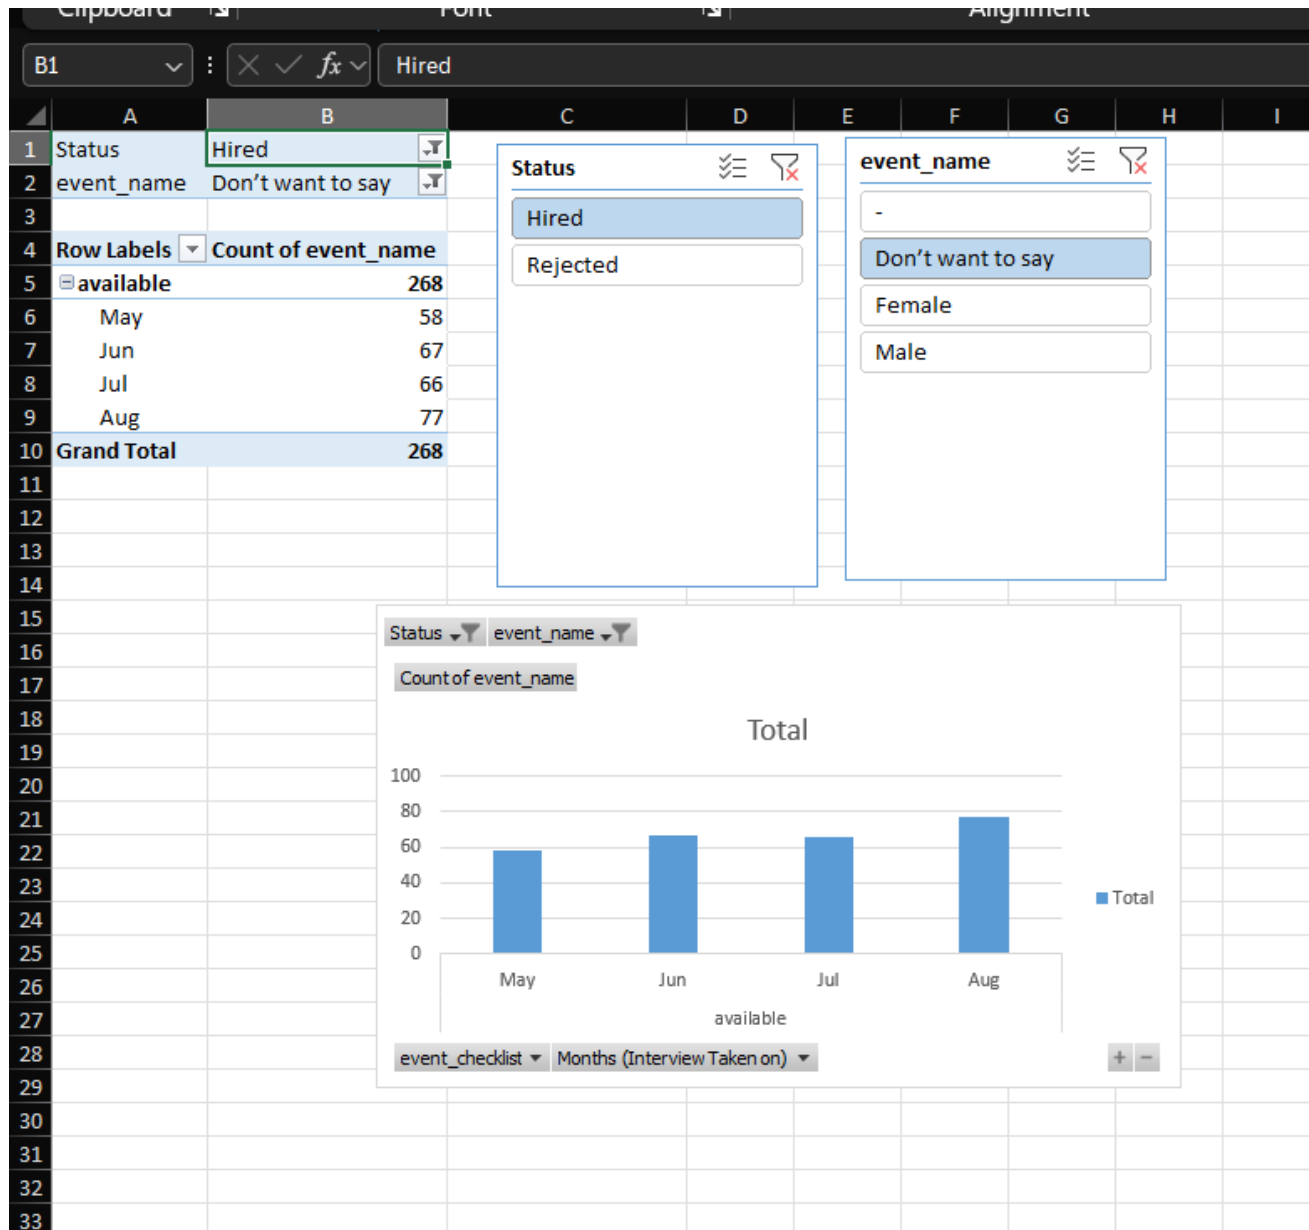 Clipboard Font Alignment
B1 fx Hired
A B C D E F G H I
1 Status Hired
2 event_name Don’t want to say
3
4 Row Labels Count of event_name
5 available 268
6 May 58
7 Jun 67
8 Jul 66
9 Aug 77
10 Grand Total 268
11
12
13
14
15
16
17
18
19
20
21
22
23
24
25
26
27
28
29
30
31
32
33
Status
Hired
Rejected
event_name
-
Don’t want to say
Female
Male
Status event_name
Count of event_name
Total
100
80
60
40
20
0
May Jun Jul Aug
available
Total
event_checklist Months (Interview Taken on) + -